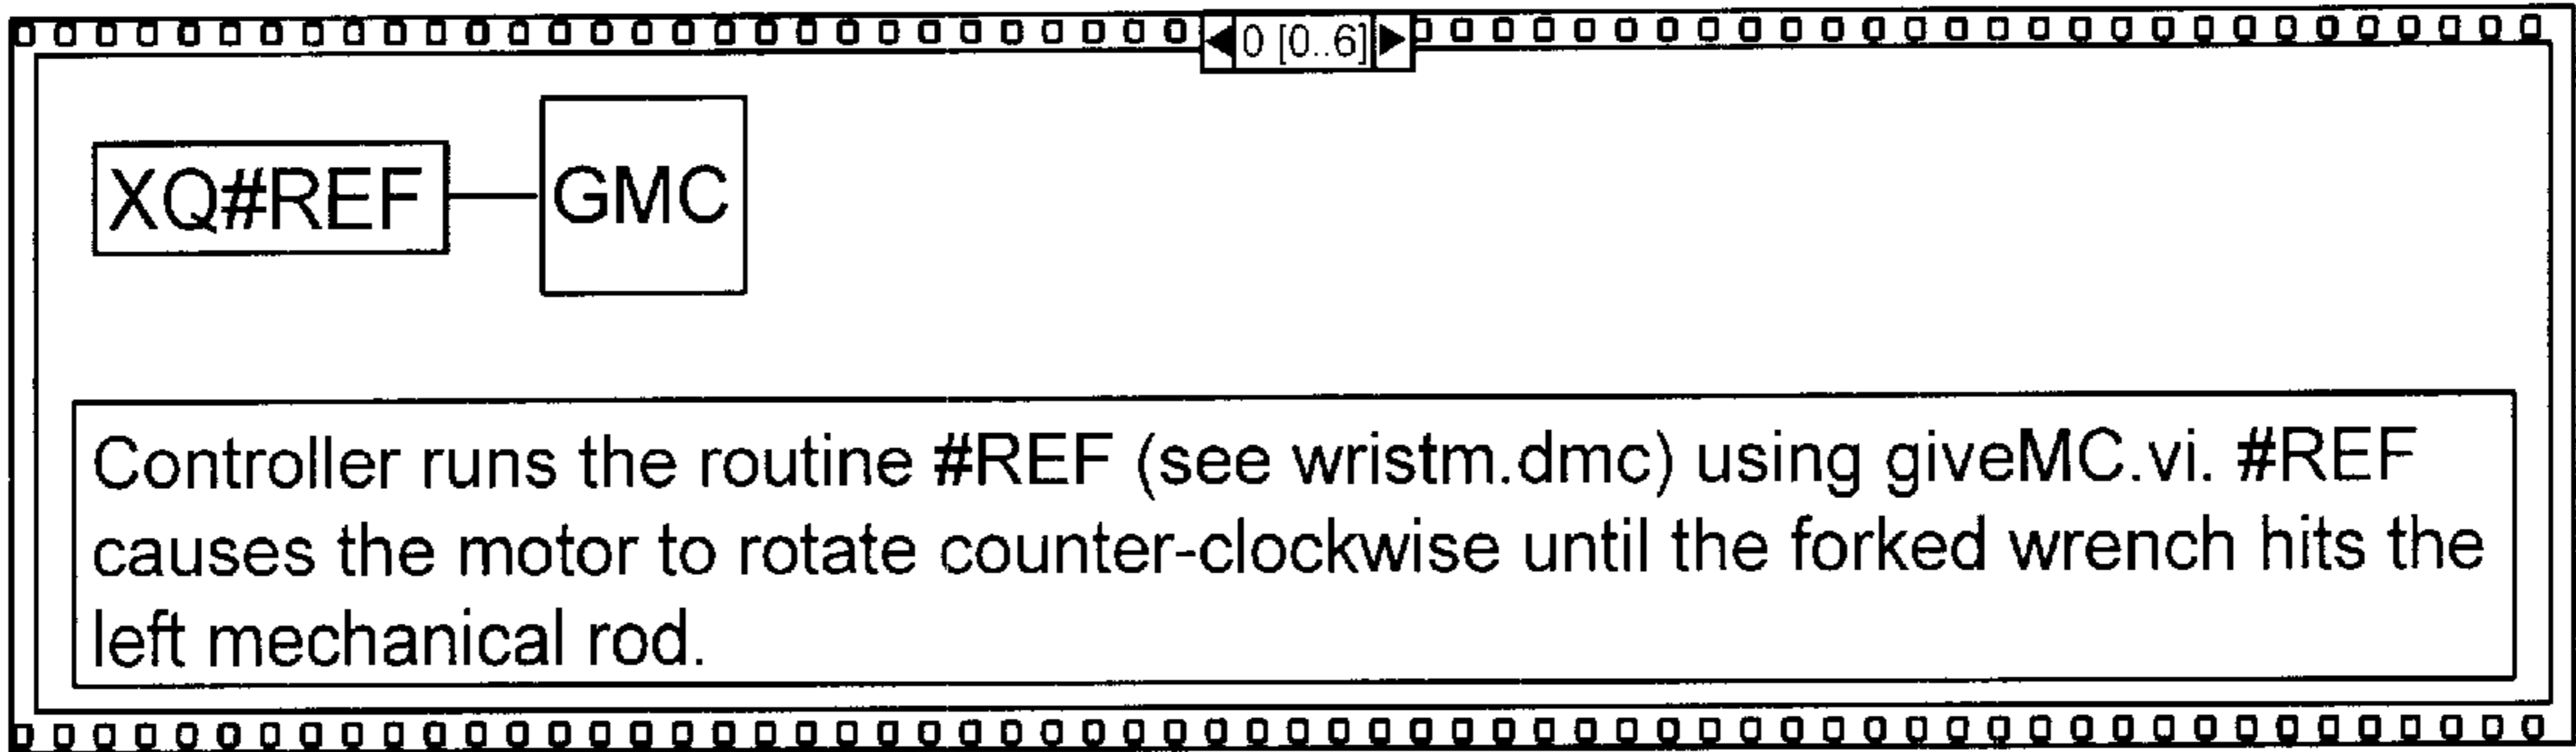 0 [0..6]
XQ#REF
GMC
Controller runs the routine #REF (see wristm.dmc) using giveMC.vi. #REF
causes the motor to rotate counter-clockwise until the forked wrench hits the
left mechanical rod.